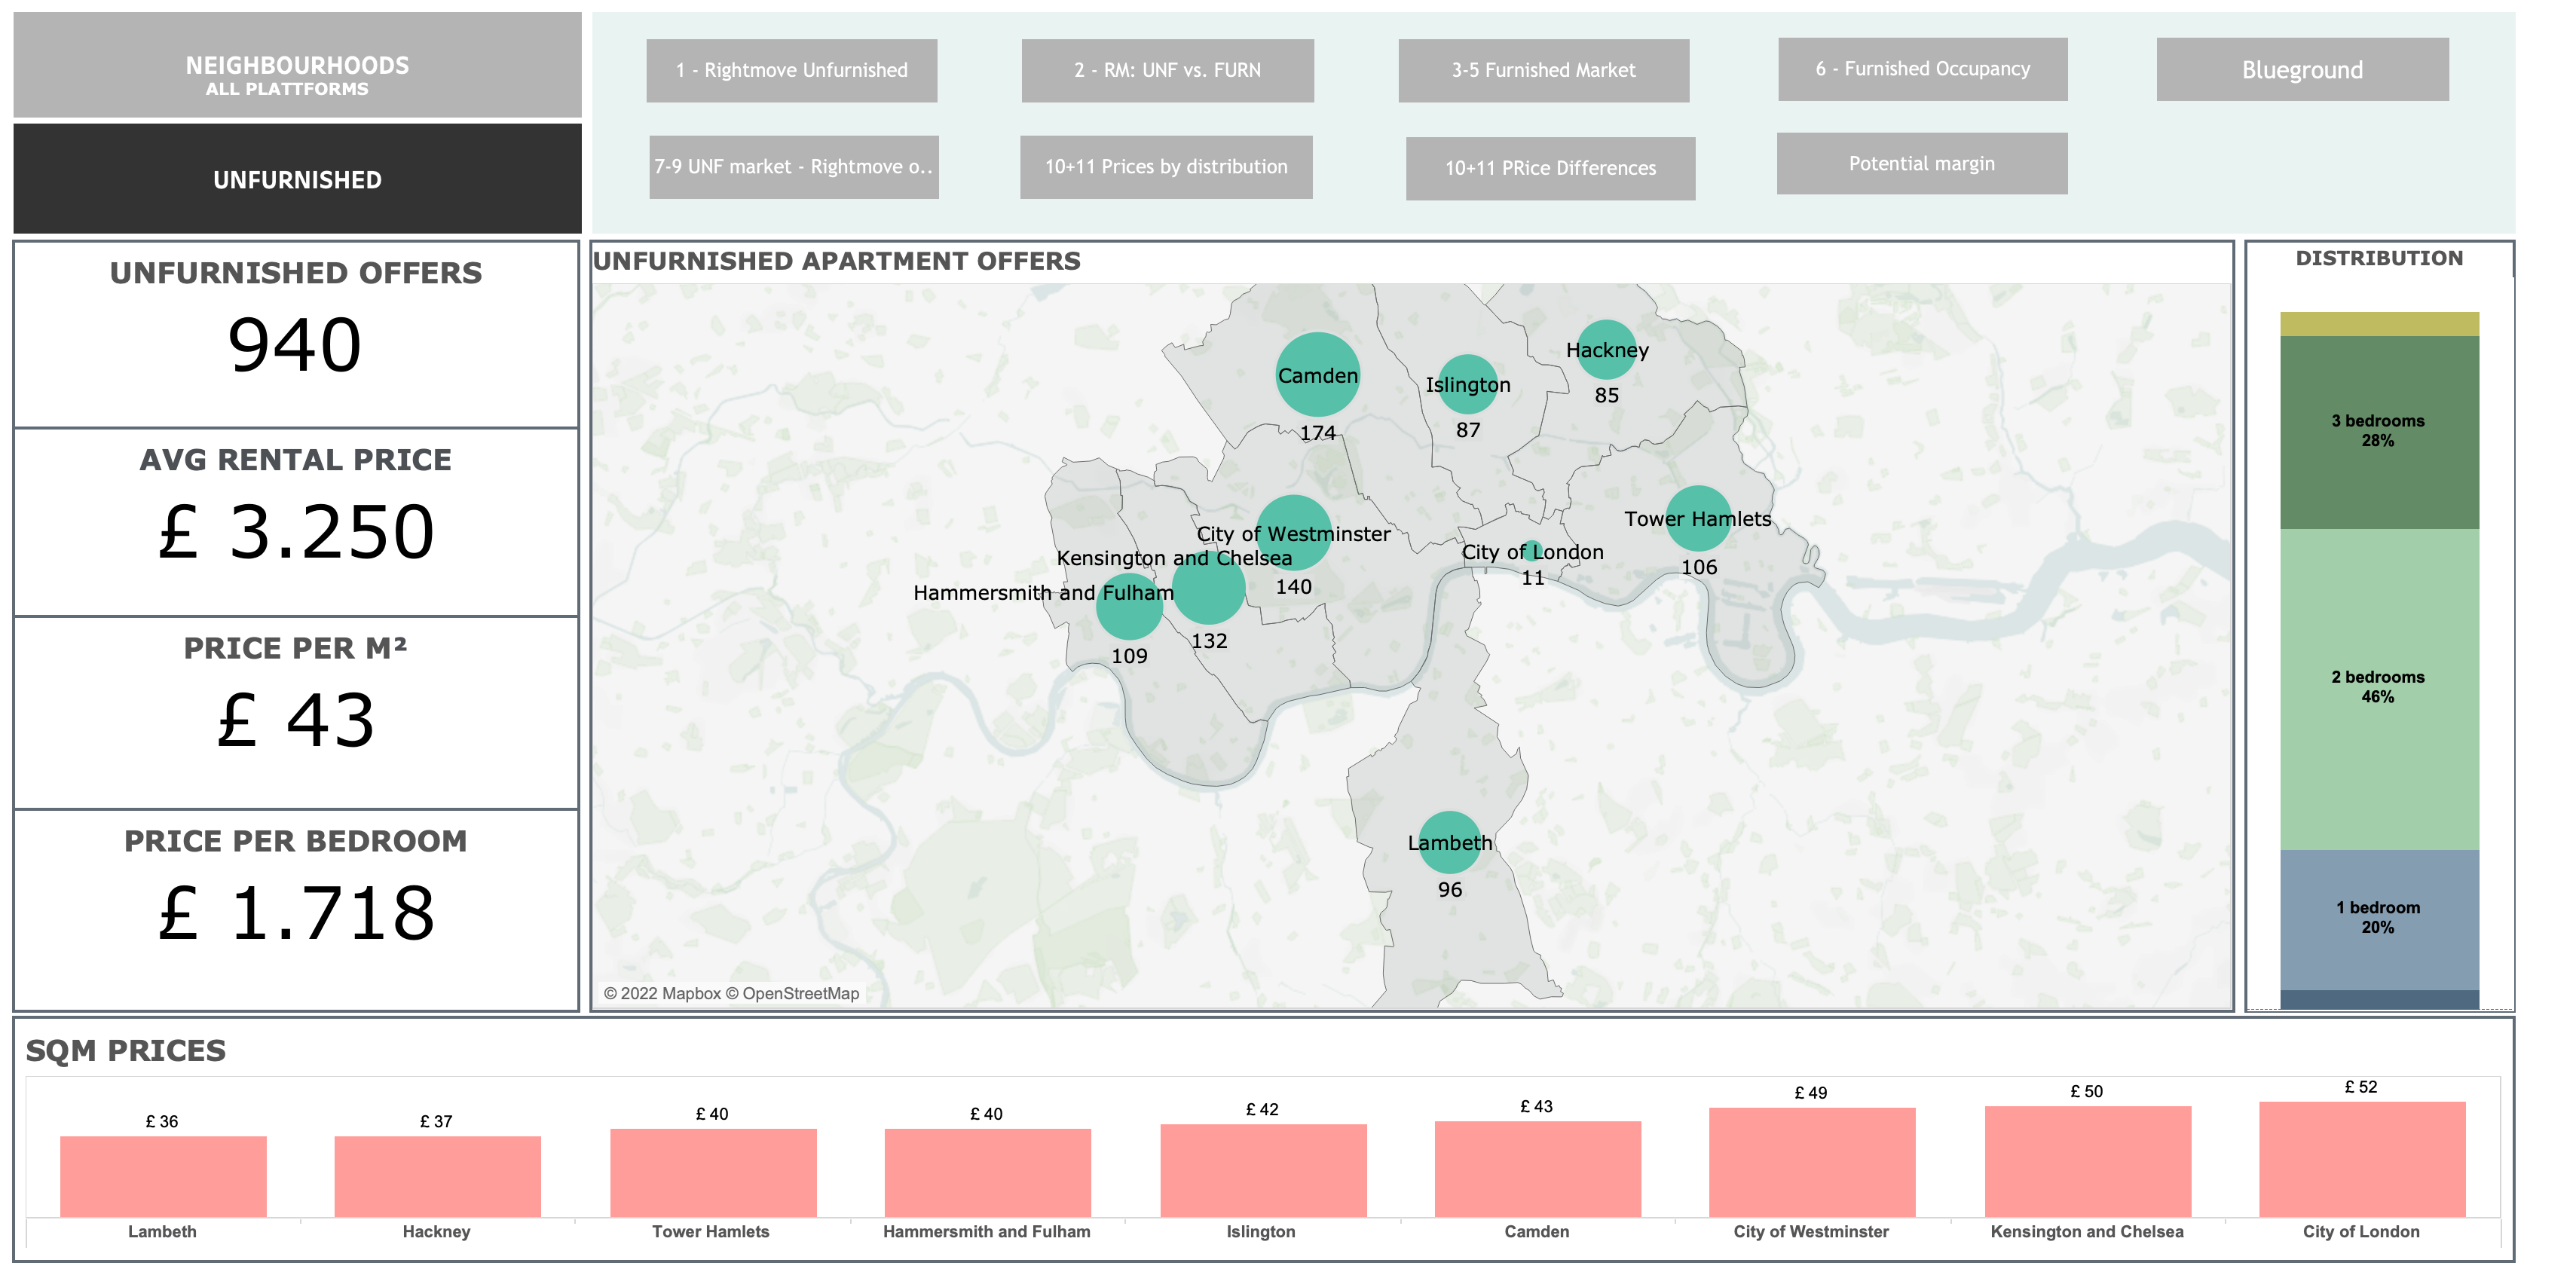 NEIGHBOURHOODS
ALL PLATTFORMS
UNFURNISHED
1 - Rightmove Unfurnished
2 - RM: UNF vs. FURN
3-5 Furnished Market
6 - Furnished Occupancy
Blueground
7-9 UNF market - Rightmove o..
10+11 Prices by distribution
10+11 PRice Differences
Potential margin
UNFURNISHED OFFERS
940
AVG RENTAL PRICE
£ 3.250
PRICE PER M²
£ 43
PRICE PER BEDROOM
£ 1.718
UNFURNISHED APARTMENT OFFERS
Hackney
85
Camden
174
Islington
87
Tower Hamlets
106
City of Westminster
140
City of London
11
Kensington and Chelsea
132
Hammersmith and Fulham
109
Lambeth
96
© 2022 Mapbox © OpenStreetMap
DISTRIBUTION
3 bedrooms
28%
2 bedrooms
46%
1 bedroom
20%
SQM PRICES
£ 36
£ 37
£ 40
£ 40
£ 42
£ 43
£ 49
£ 50
£ 52
Lambeth
Hackney
Tower Hamlets
Hammersmith and Fulham
Islington
Camden
City of Westminster
Kensington and Chelsea
City of London